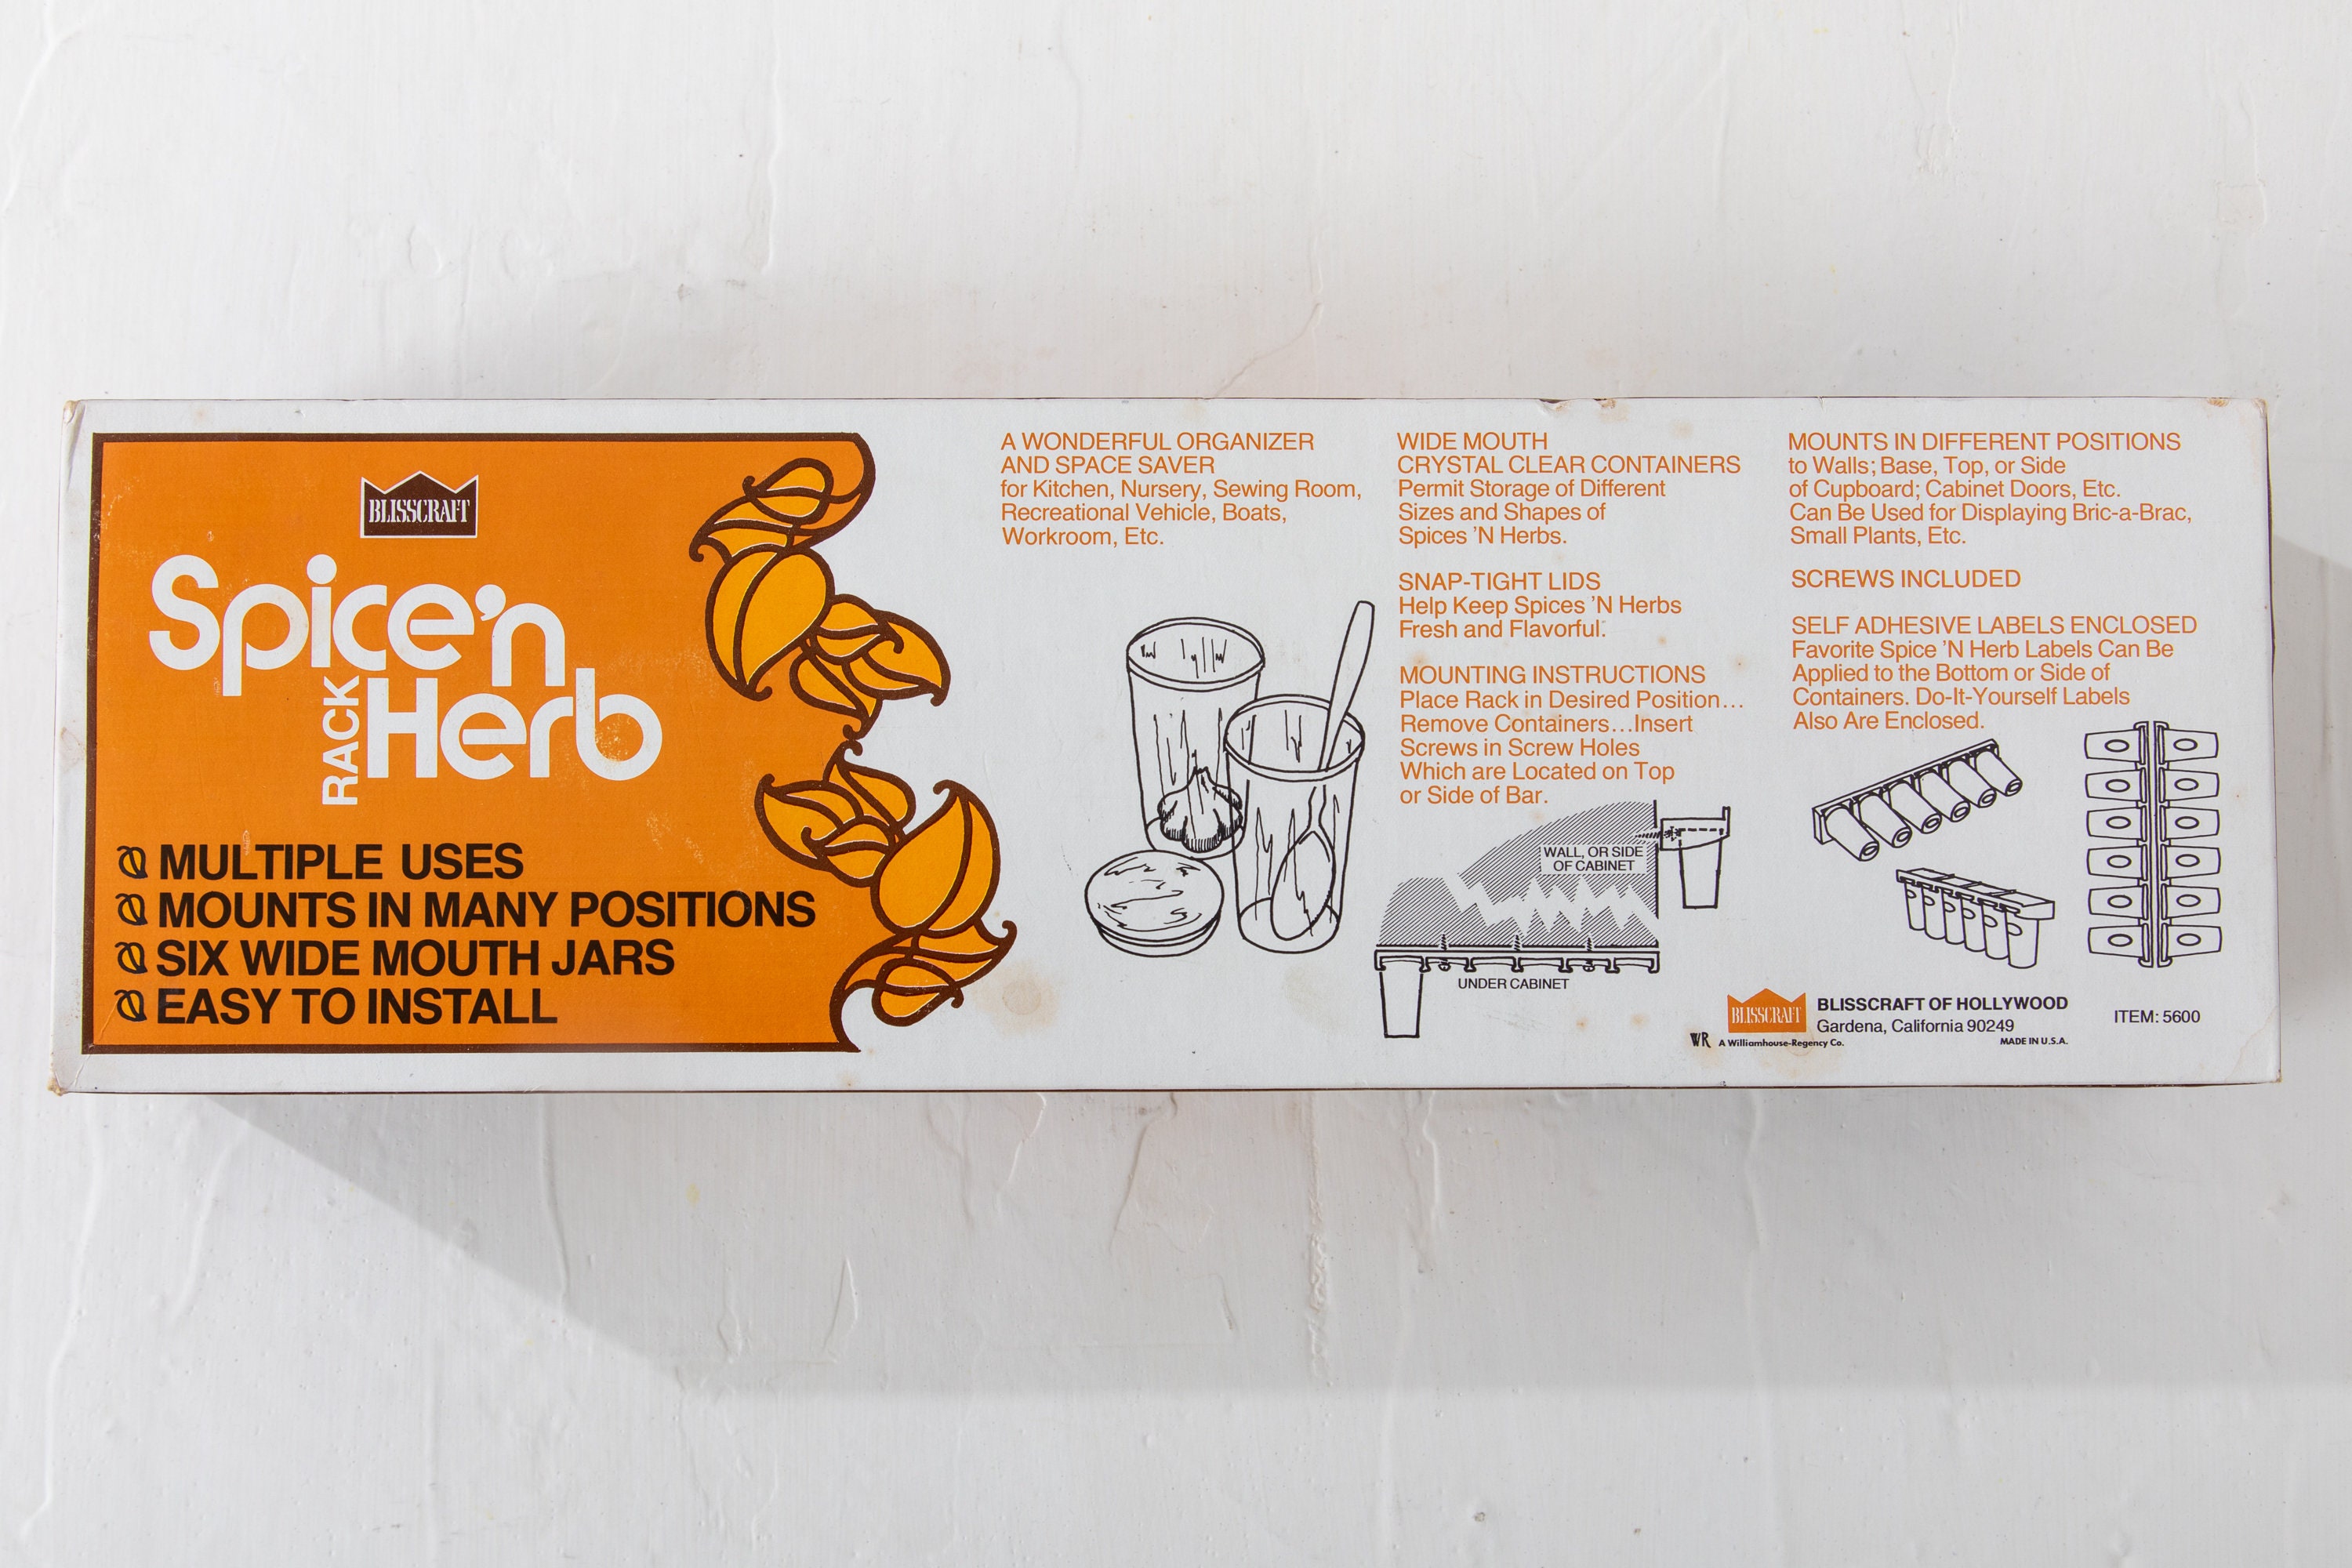 BLISSCRAFT
Spice'n
RACK
Herb
MULTIPLE USES
MOUNTS IN MANY POSITIONS
SIX WIDE MOUTH JARS
EASY TO INSTALL
A WONDERFUL ORGANIZER
AND SPACE SAVER
for Kitchen, Nursery, Sewing Room,
Recreational Vehicle, Boats,
Workroom, Etc.
WIDE MOUTH
CRYSTAL CLEAR CONTAINERS
Permit Storage of Different
Sizes and Shapes of
Spices 'N Herbs.
SNAP-TIGHT LIDS
Help Keep Spices 'N Herbs
Fresh and Flavorful.
MOUNTING INSTRUCTIONS
Place Rack in Desired Position...
Remove Containers...Insert
Screws in Screw Holes
Which are Located on Top
or Side of Bar.
WALL, OR SIDE
OF CABINET
UNDER CABINET
MOUNTS IN DIFFERENT POSITIONS
to Walls; Base, Top, or Side
of Cupboard; Cabinet Doors, Etc.
Can Be Used for Displaying Bric-a-Brac,
Small Plants, Etc.
SCREWS INCLUDED
SELF ADHESIVE LABELS ENCLOSED
Favorite Spice 'N Herb Labels Can Be
Applied to the Bottom or Side of
Containers. Do-It-Yourself Labels
Also Are Enclosed.
BLISSCRAFT
BLISSCRAFT OF HOLLYWOOD
Gardena, California 90249
WR A Williamhouse-Regency Co.
MADE IN U.S.A.
ITEM: 5600